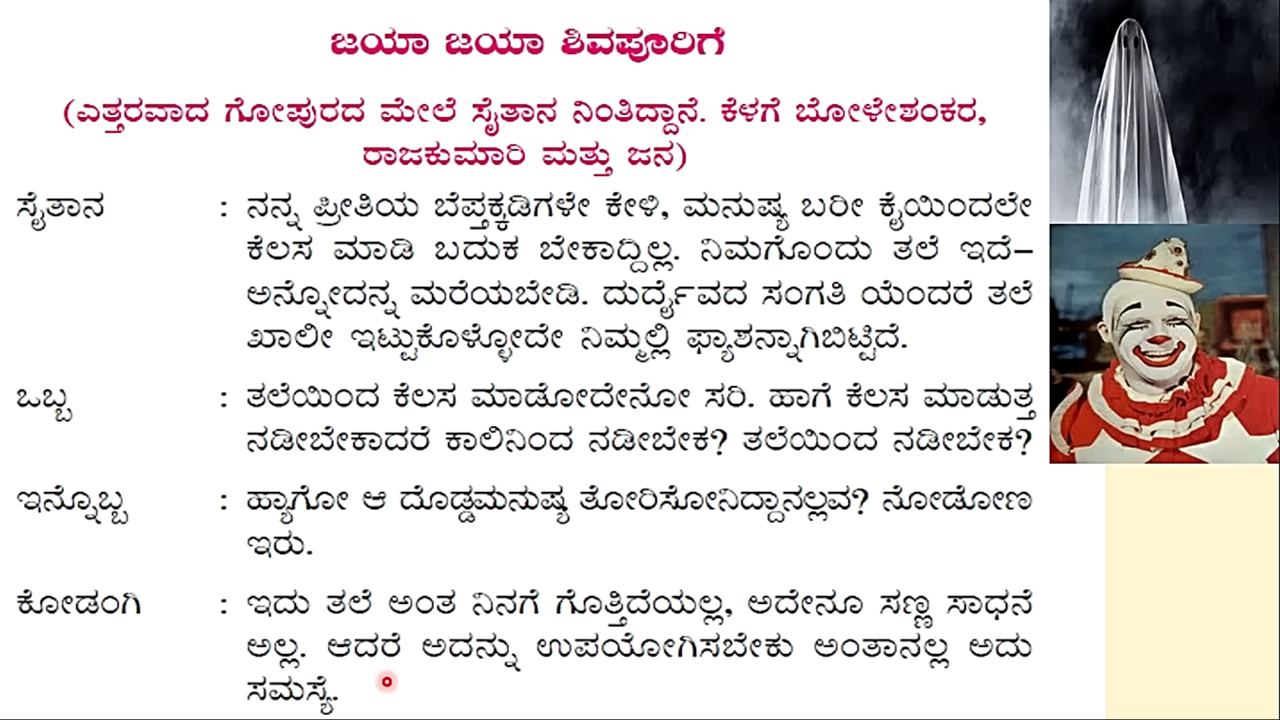 ಜಯಾ ಜಯಾ ಶಿವಪೂರಿಗೆ
(ಎತ್ತರವಾದ ಗೋಪುರದ ಮೇಲೆ ಸೈತಾನ ನಿಂತಿದ್ದಾನೆ. ಕೆಳಗೆ ಬೋಳೇಶಂಕರ,
ರಾಜಕುಮಾರಿ ಮತ್ತು ಜನ)
ಸೈತಾನ : ನನ್ನ ಪ್ರೀತಿಯ ಬೆಪ್ತಕ್ಕಡಿಗಳೇ ಕೇಳಿ, ಮನುಷ್ಯ ಬರೀ ಕೈಯಿಂದಲೇ
ಕೆಲಸ ಮಾಡಿ ಬದುಕ ಬೇಕಾದ್ದಿಲ್ಲ. ನಿಮಗೊಂದು ತಲೆ ಇದೆ–
ಅನ್ನೋದನ್ನ ಮರೆಯಬೇಡಿ. ದುರ್ದೈವದ ಸಂಗತಿ ಯೆಂದರೆ ತಲೆ
ಖಾಲೀ ಇಟ್ಟುಕೊಳ್ಳೋದೇ ನಿಮ್ಮಲ್ಲಿ ಫ್ಯಾಶನ್ನಾಗಿಬಿಟ್ಟಿದೆ.
ಒಬ್ಬ : ತಲೆಯಿಂದ ಕೆಲಸ ಮಾಡೋದೇನೋ ಸರಿ. ಹಾಗೆ ಕೆಲಸ ಮಾಡುತ್ತ
ನಡೀಬೇಕಾದರೆ ಕಾಲಿನಿಂದ ನಡೀಬೇಕ? ತಲೆಯಿಂದ ನಡೀಬೇಕ?
ಇನ್ನೊಬ್ಬ : ಹ್ಯಾಗೋ ಆ ದೊಡ್ಡಮನುಷ್ಯ ತೋರಿಸೋನಿದ್ದಾನಲ್ಲವ? ನೋಡೋಣ
ಇರು.
ಕೋಡಂಗಿ : ಇದು ತಲೆ ಅಂತ ನಿನಗೆ ಗೊತ್ತಿದೆಯಲ್ಲ, ಅದೇನೂ ಸಣ್ಣ ಸಾಧನೆ
ಅಲ್ಲ. ಆದರೆ ಅದನ್ನು ಉಪಯೋಗಿಸಬೇಕು ಅಂತಾನಲ್ಲ ಅದು
ಸಮಸ್ಯೆ.